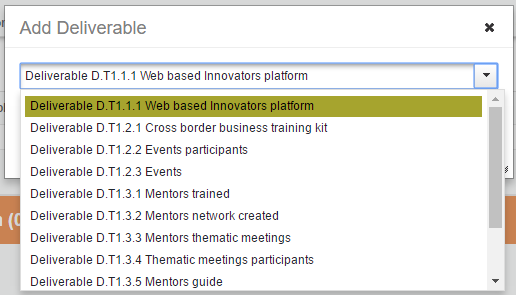 Add Deliverable
Deliverable D.T1.1.1 Web based Innovators platform
Deliverable D.T1.1.1 Web based Innovators platform
Deliverable D.T1.2.1 Cross border business training kit
Deliverable D.T1.2.2 Events participants
Deliverable D.T1.2.3 Events
Deliverable D.T1.3.1 Mentors trained
Deliverable D.T1.3.2 Mentors network created
Deliverable D.T1.3.3 Mentors thematic meetings
Deliverable D.T1.3.4 Thematic meetings participants
Deliverable D.T1.3.5 Mentors guide